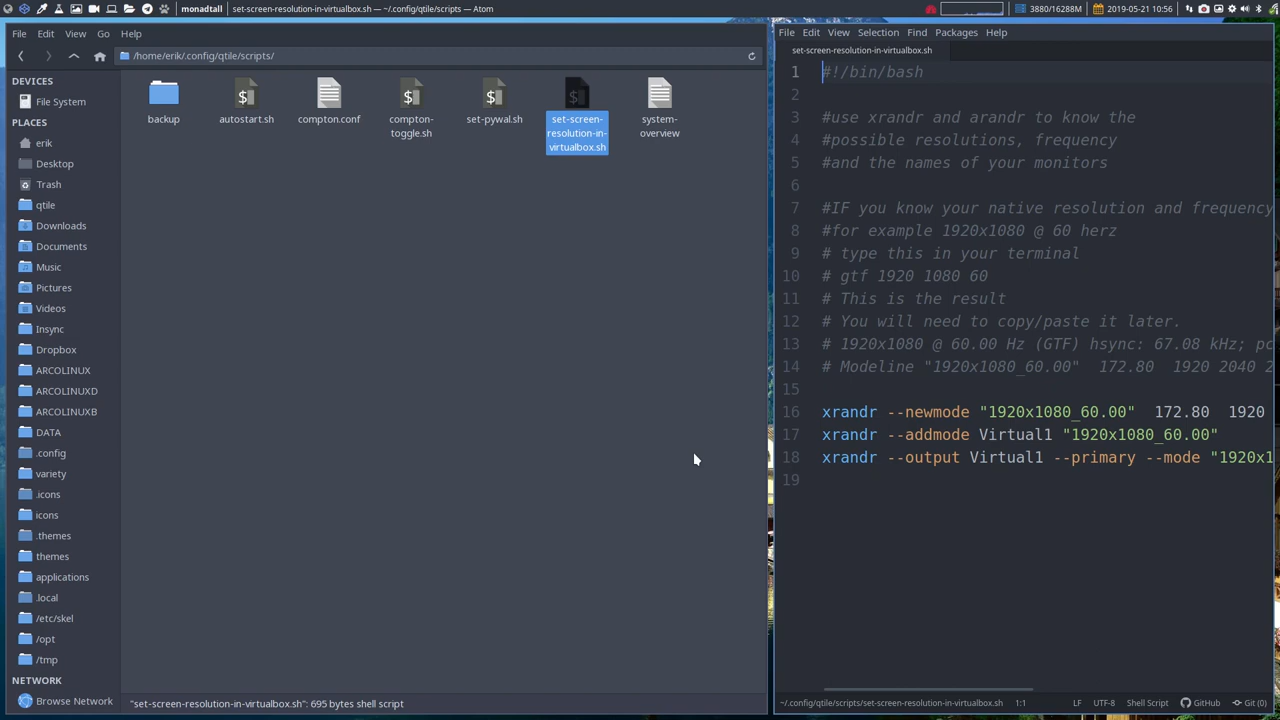 monadtall
set-screen-resolution-in-virtualbox.sh — ~/.config/qtile/scripts — Atom
3880/16288M
2019-05-21 10:56
File Edit View Go Help
/home/erik/.config/qtile/scripts/
DEVICES
File System
PLACES
erik
Desktop
Trash
qtile
Downloads
Documents
Music
Pictures
Videos
Insync
Dropbox
ARCOLINUX
ARCOLINUXD
ARCOLINUXB
DATA
.config
variety
.icons
icons
.themes
themes
applications
.local
/etc/skel
/opt
/tmp
NETWORK
Browse Network
backup
autostart.sh
compton.conf
compton-
toggle.sh
set-pywal.sh
set-screen-
resolution-in-
virtualbox.sh
system-
overview
"set-screen-resolution-in-virtualbox.sh": 695 bytes shell script
File Edit View Selection Find Packages Help
set-screen-resolution-in-virtualbox.sh
1 #!/bin/bash
2
3 #use xrandr and arandr to know the
4 #possible resolutions, frequency
5 #and the names of your monitors
6
7 #IF you know your native resolution and frequency
8 #for example 1920x1080 @ 60 herz
9 # type this in your terminal
10 # gtf 1920 1080 60
11 # This is the result
12 # You will need to copy/paste it later.
13 # 1920x1080 @ 60.00 Hz (GTF) hsync: 67.08 kHz; pc
14 # Modeline "1920x1080_60.00" 172.80 1920 2040 2
15
16 xrandr --newmode "1920x1080_60.00" 172.80 1920
17 xrandr --addmode Virtual1 "1920x1080_60.00"
18 xrandr --output Virtual1 --primary --mode "1920x1
19
~/.config/qtile/scripts/set-screen-resolution-in-virtualbox.sh 1:1
LF UTF-8 Shell Script GitHub Git (0)